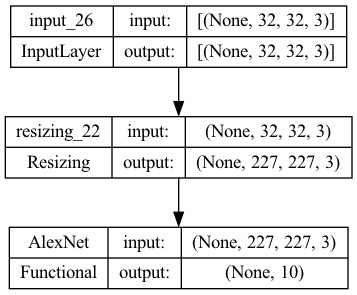 input_26 input: [(None, 32, 32, 3)]
InputLayer output: [(None, 32, 32, 3)]
resizing_22 input: (None, 32, 32, 3)
Resizing output: (None, 227, 227, 3)
AlexNet input: (None, 227, 227, 3)
Functional output: (None, 10)